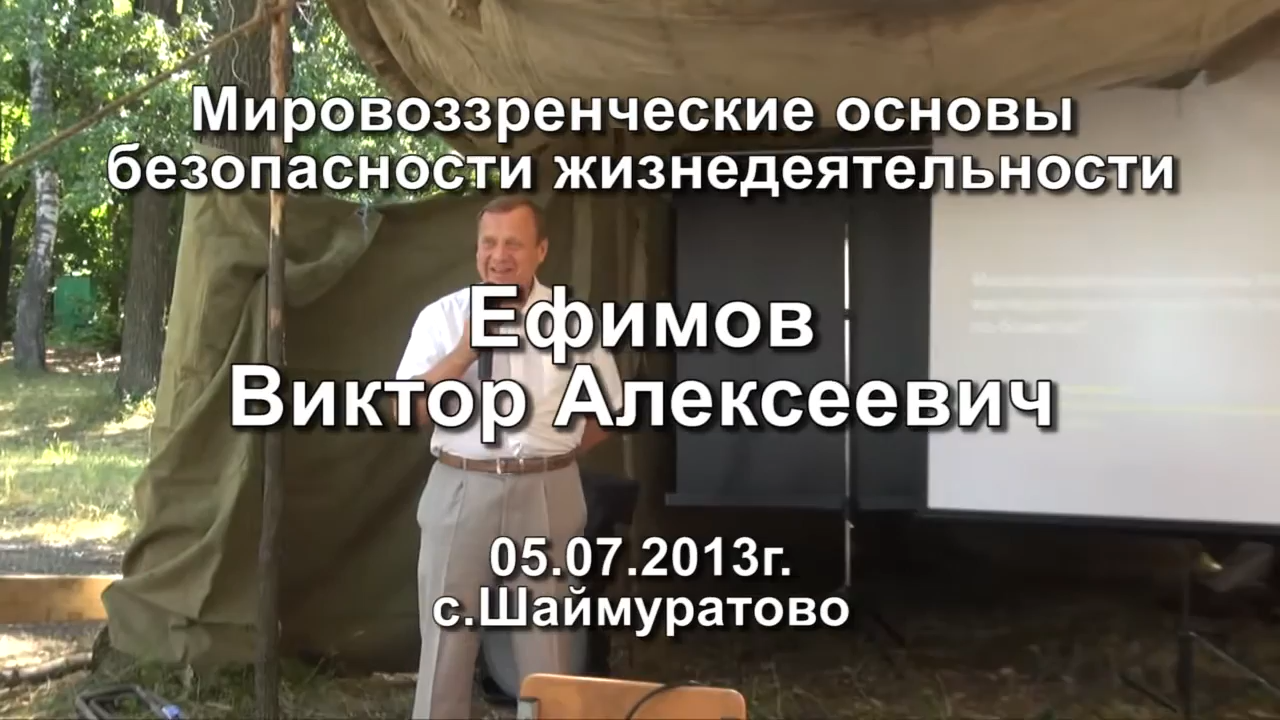 Мировоззренческие основы
безопасности жизнедеятельности
Ефимов
Виктор Алексеевич
05.07.2013г.
с.Шаймуратово